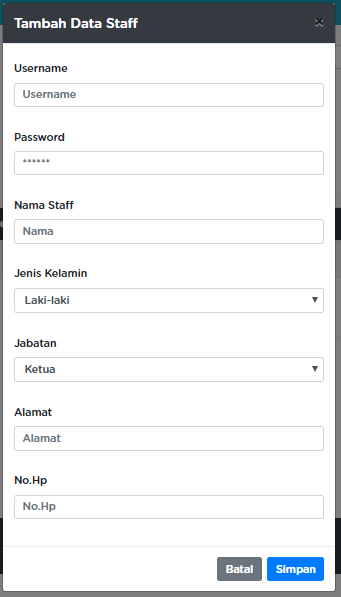 Tambah Data Staff ×
Username
Username
Password
******
Nama Staff
Nama
Jenis Kelamin
Laki-laki
Jabatan
Ketua
Alamat
Alamat
No.Hp
No.Hp
Batal Simpan